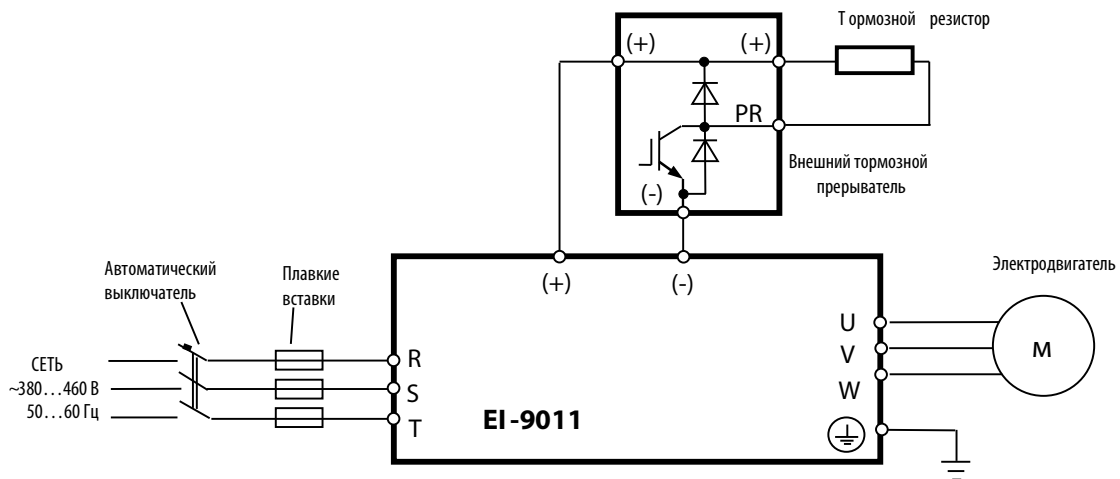 Т ормозной резистор
(+)
(+)
PR
Внешний тормозной
прерыватель
(-)
Автоматический
выключатель
Плавкие
вставки
(+)
(-)
Электродвигатель
U
V
W
М
СЕТЬ
~380...460 В
50...60 Гц
R
S
T
EI-9011